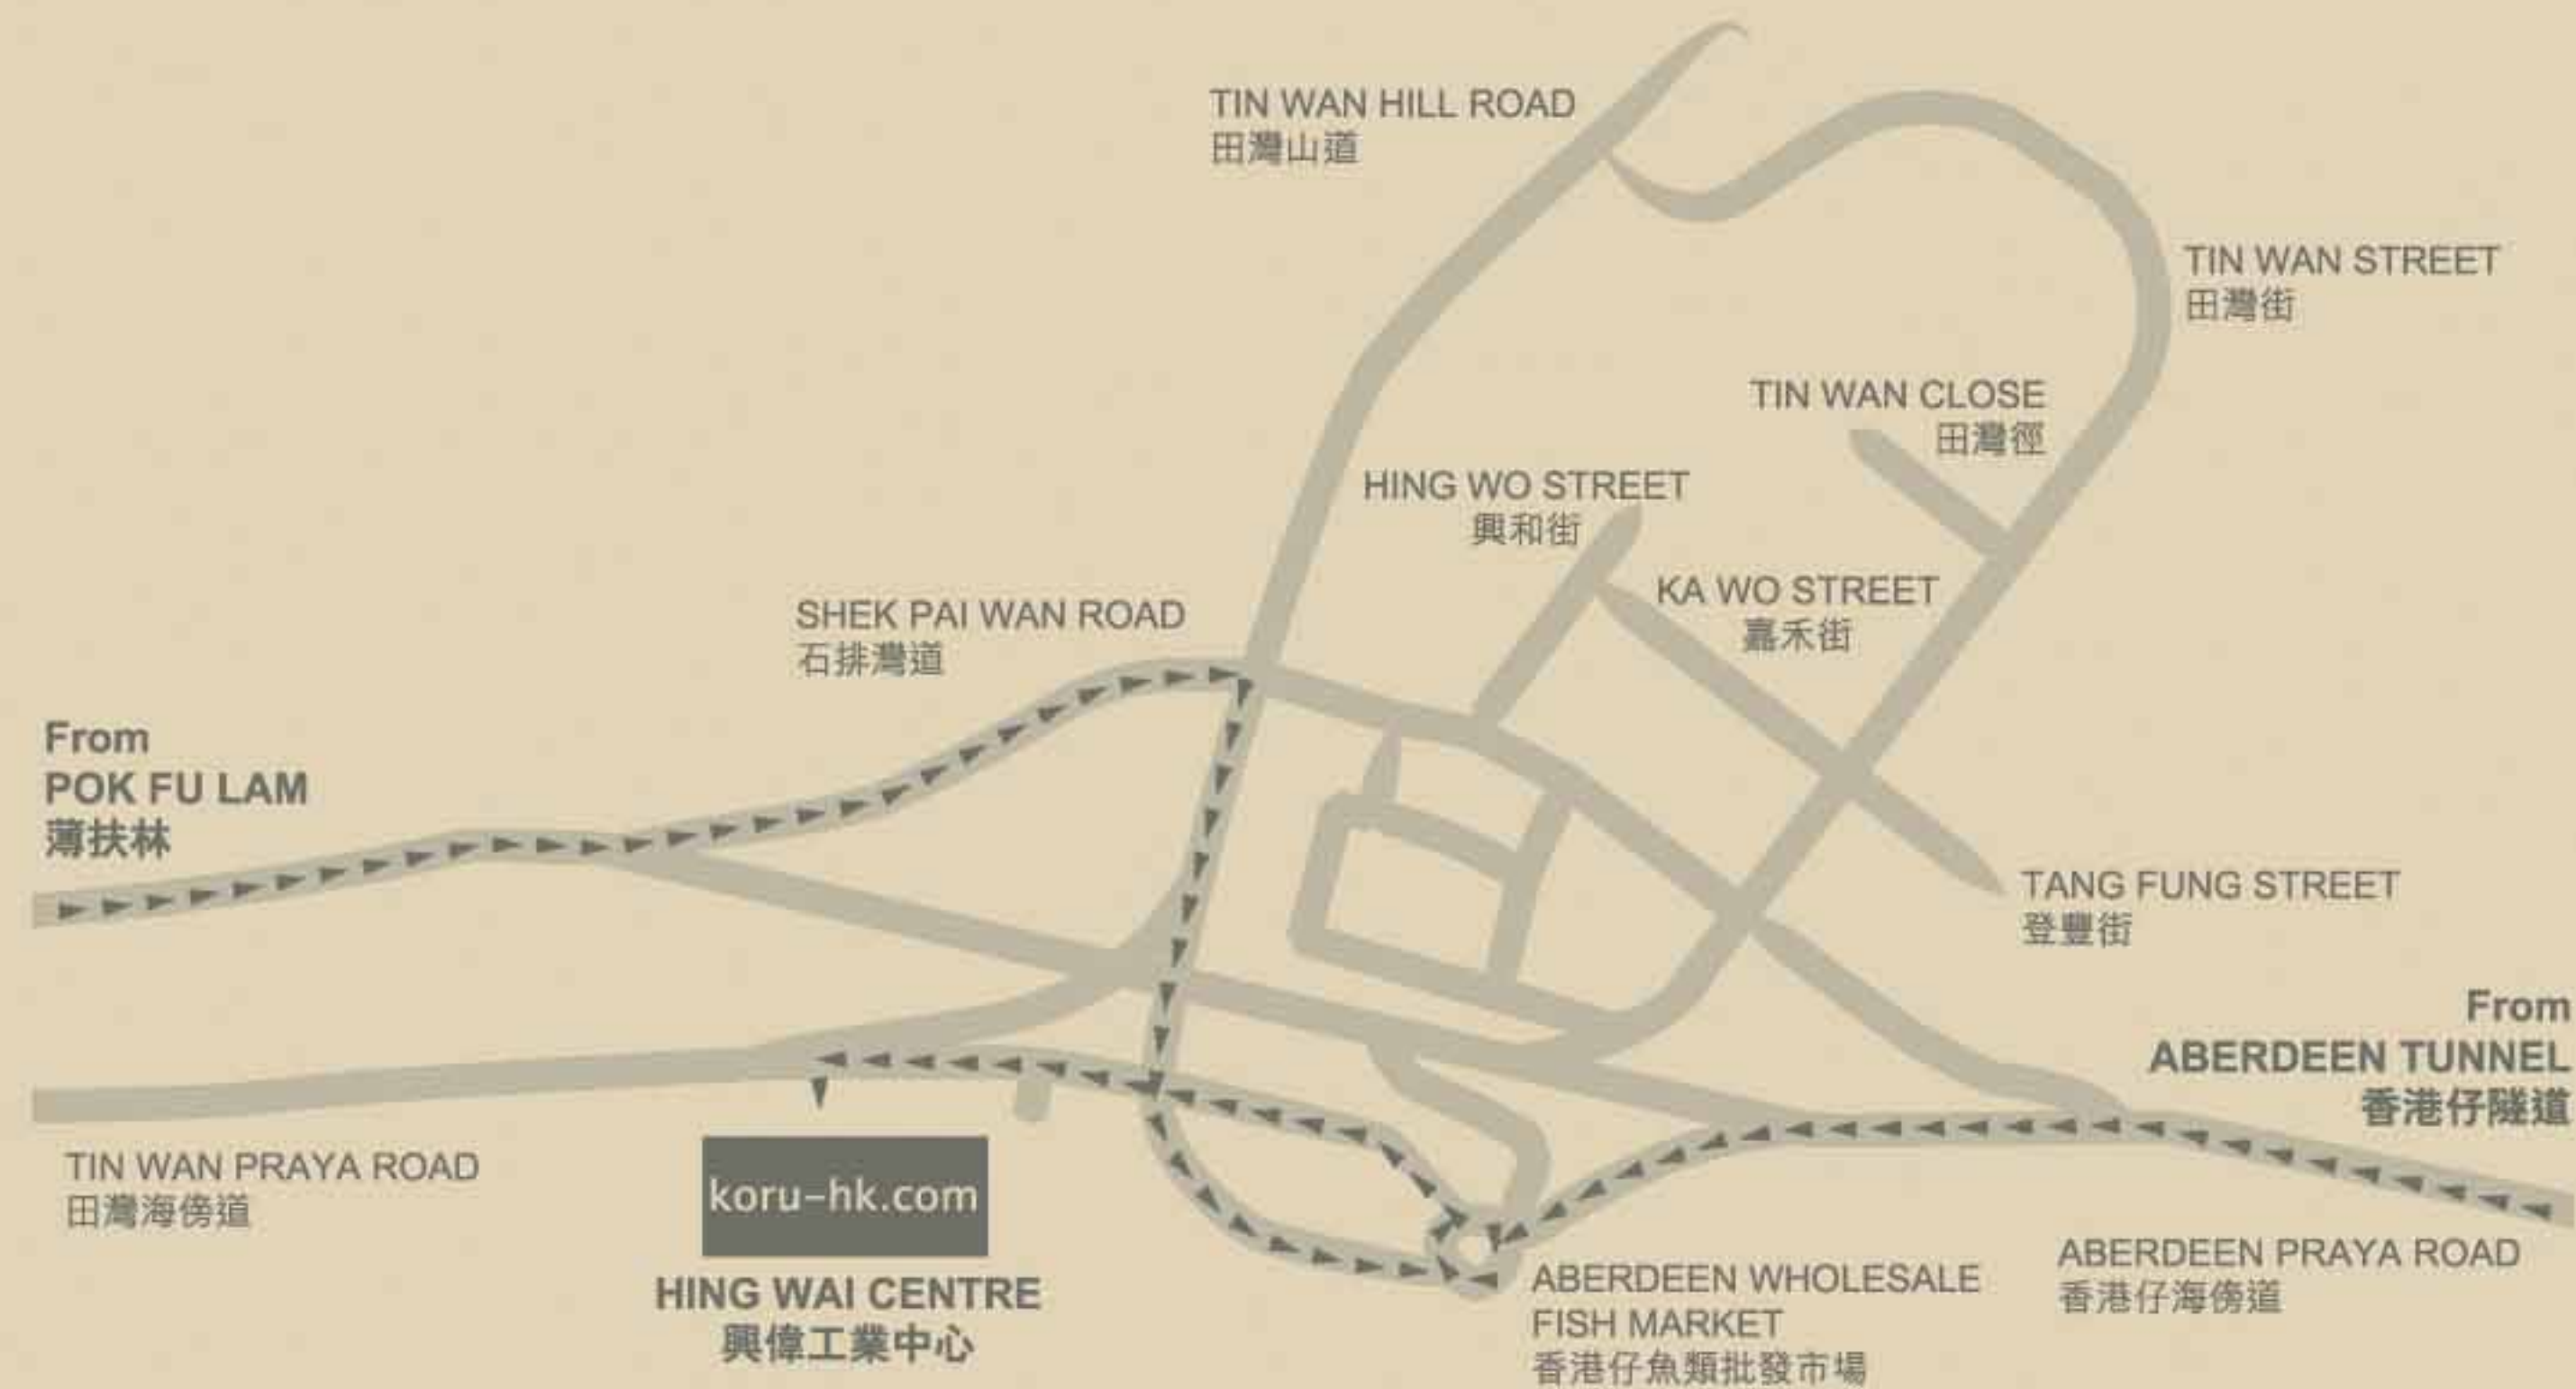 TIN WAN HILL ROAD
田灣山道
TIN WAN STREET
田灣街
TIN WAN CLOSE
田灣徑
HING WO STREET
興和街
KA WO STREET
嘉禾街
SHEK PAI WAN ROAD
石排灣道
From
POK FU LAM
薄扶林
TANG FUNG STREET
登豐街
From
ABERDEEN TUNNEL
香港仔隧道
TIN WAN PRAYA ROAD
田灣海傍道
koru-hk.com
HING WAI CENTRE
興偉工業中心
ABERDEEN WHOLESALE
FISH MARKET
香港仔魚類批發市場
ABERDEEN PRAYA ROAD
香港仔海傍道